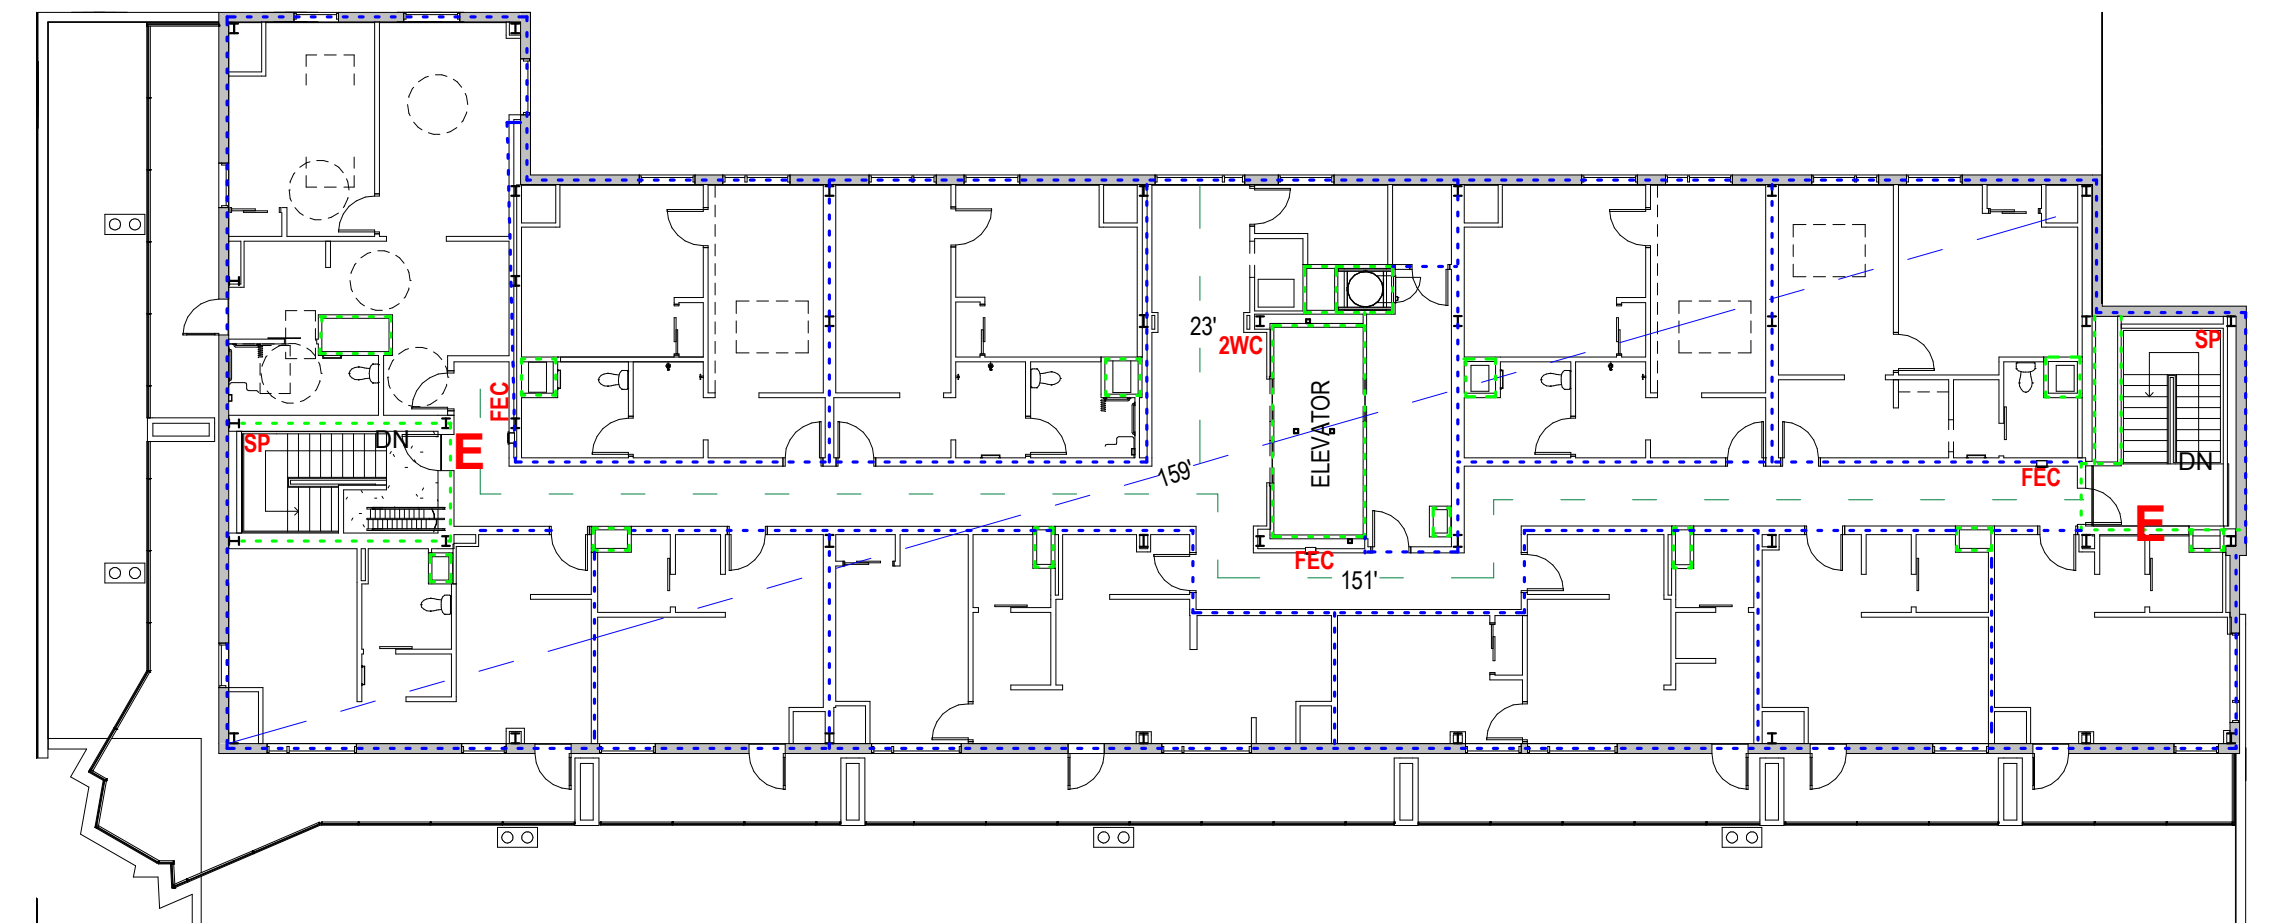 23'
2WC
SP
FEC
ELEVATOR
SP
DN
E
159'
FEC
DN
E
FEC
151'